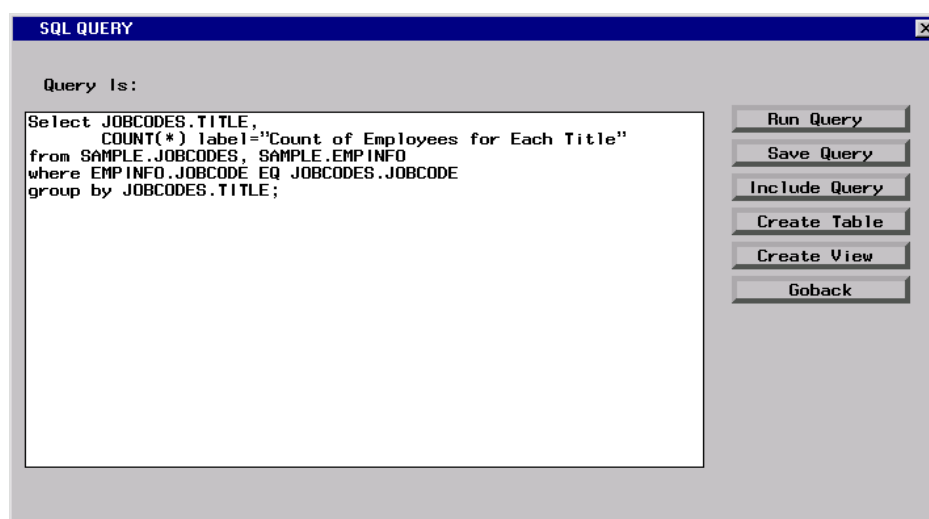 SQL QUERY
Query Is:
Select JOBCODES.TITLE,
COUNT(*) label="Count of Employees for Each Title"
from SAMPLE.JOBCODES, SAMPLE.EMPINFO
where EMPINFO.JOBCODE EQ JOBCODES.JOBCODE
group by JOBCODES.TITLE;
Run Query
Save Query
Include Query
Create Table
Create View
Goback